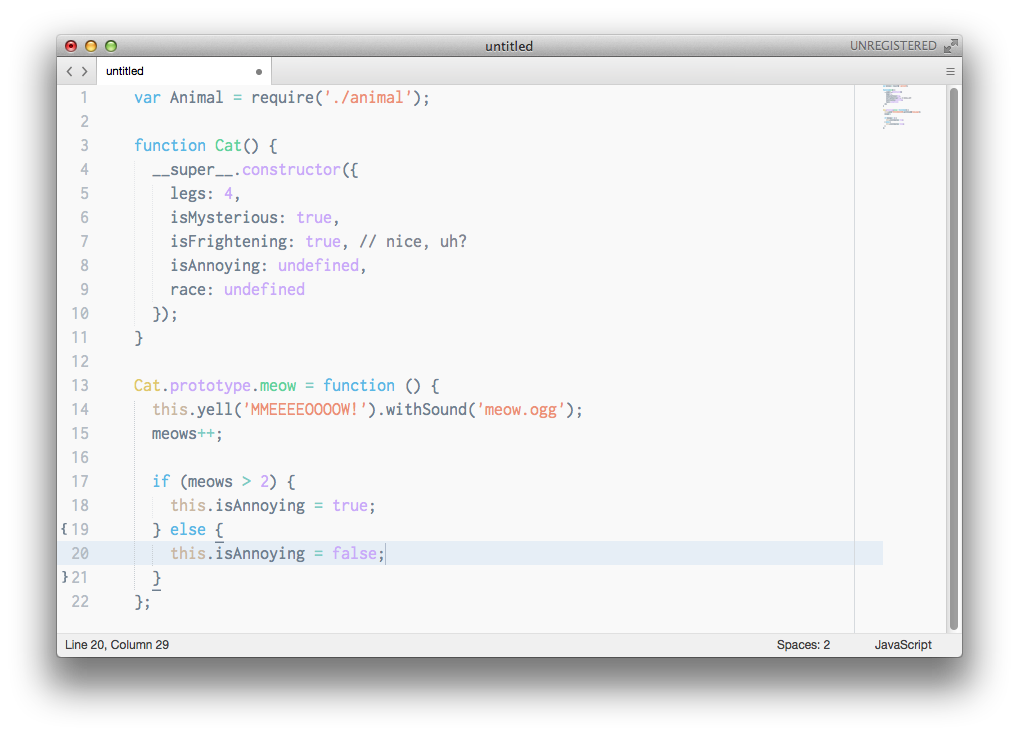 untitled
UNREGISTERED
untitled
1 var Animal = require('./animal');
2
3 function Cat() {
4   __super__.constructor({
5     legs: 4,
6     isMysterious: true,
7     isFrightening: true, // nice, uh?
8     isAnnoying: undefined,
9     race: undefined
10   });
11 }
12
13 Cat.prototype.meow = function () {
14   this.yell('MMEEEEOOOOW!').withSound('meow.ogg');
15   meows++;
16
17   if (meows > 2) {
18     this.isAnnoying = true;
{ 19   } else {
20     this.isAnnoying = false;
} 21   }
22 };
Line 20, Column 29
Spaces: 2
JavaScript